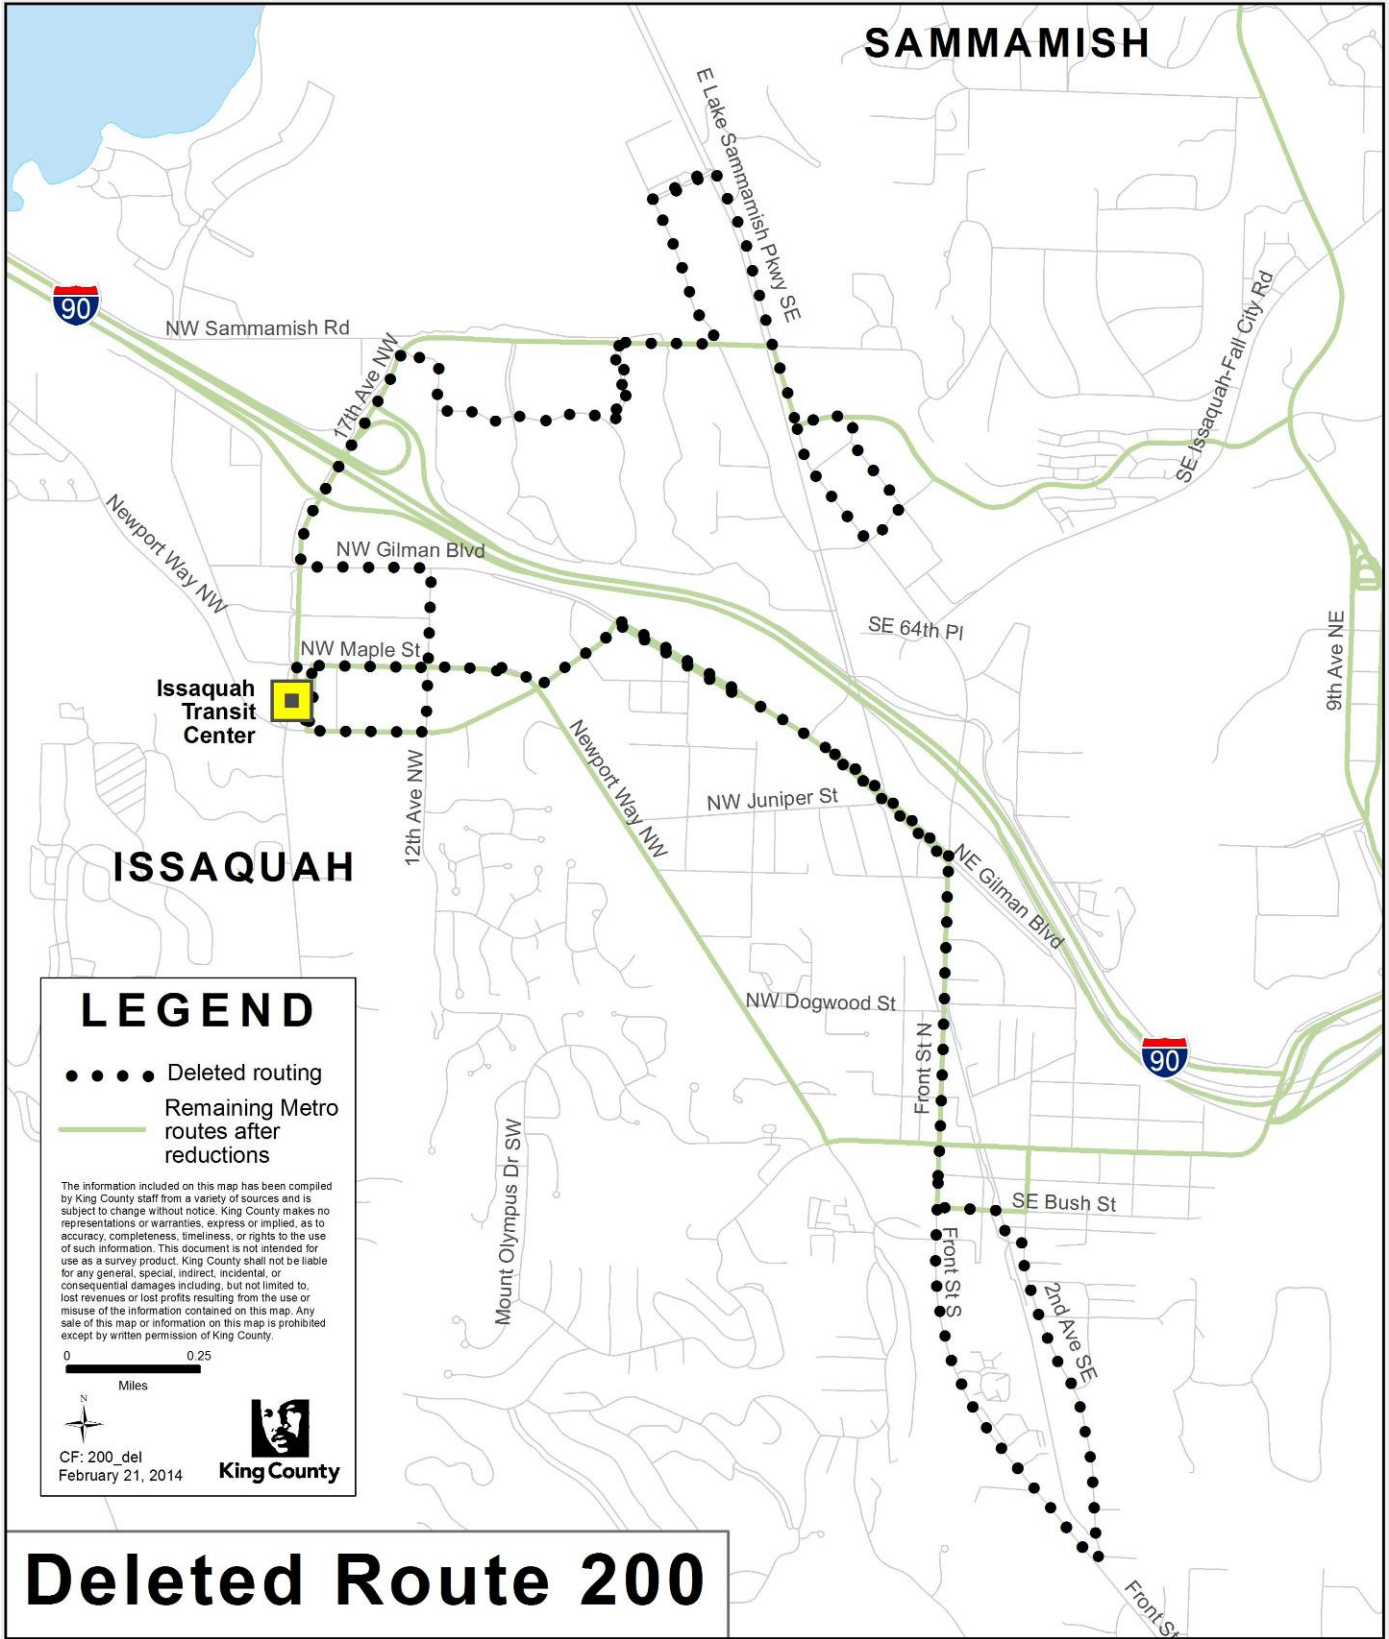 SAMMAMISH
E Lake Sammamish Pkwy SE
90
NW Sammamish Rd
17th Ave NW
SE Issaquah-Fall City Rd
Newport Way NW
NW Gilman Blvd
SE 64th Pl
9th Ave NE
NW Maple St
Issaquah
Transit
Center
12th Ave NW
Newport Way NW
NW Juniper St
ISSAQUAH
NE Gilman Blvd
NW Dogwood St
Front St N
90
Mount Olympus Dr SW
SE Bush St
Front St S
2nd Ave SE
Front St
LEGEND
Deleted routing
Remaining Metro
routes after
reductions
The information included on this map has been compiled
by King County staff from a variety of sources and is
subject to change without notice. King County makes no
representations or warranties, express or implied, as to
accuracy, completeness, timeliness, or rights to the use
of such information. This document is not intended for
use as a survey product. King County shall not be liable
for any general, special, indirect, incidental, or
consequential damages including, but not limited to,
lost revenues or lost profits resulting from the use or
misuse of the information contained on this map. Any
sale of this map or information on this map is prohibited
except by written permission of King County.
0 0.25
Miles
N
CF: 200_del
February 21, 2014
King County
Deleted Route 200